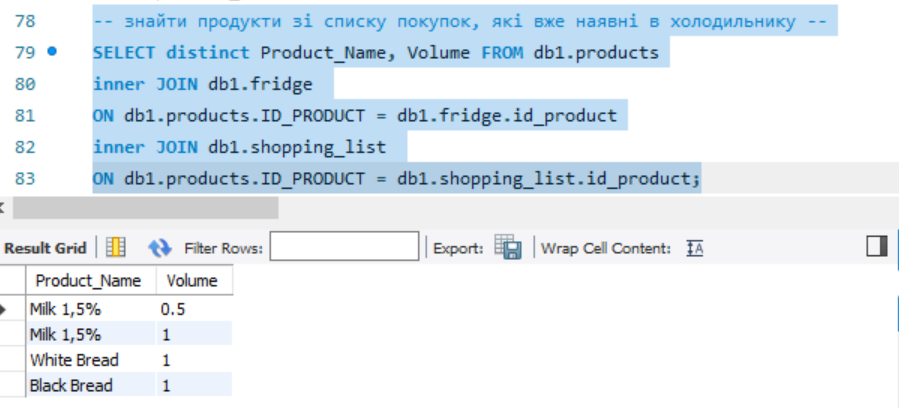 78 -- знайти продукти зі списку покупок, які вже наявні в холодильнику --
79 SELECT distinct Product_Name, Volume FROM db1.products
80 inner JOIN db1.fridge
81 ON db1.products.ID_PRODUCT = db1.fridge.id_product
82 inner JOIN db1.shopping_list
83 ON db1.products.ID_PRODUCT = db1.shopping_list.id_product;
Result Grid Filter Rows: Export: Wrap Cell Content: IA
Product_Name Volume
Milk 1,5% 0.5
Milk 1,5% 1
White Bread 1
Black Bread 1